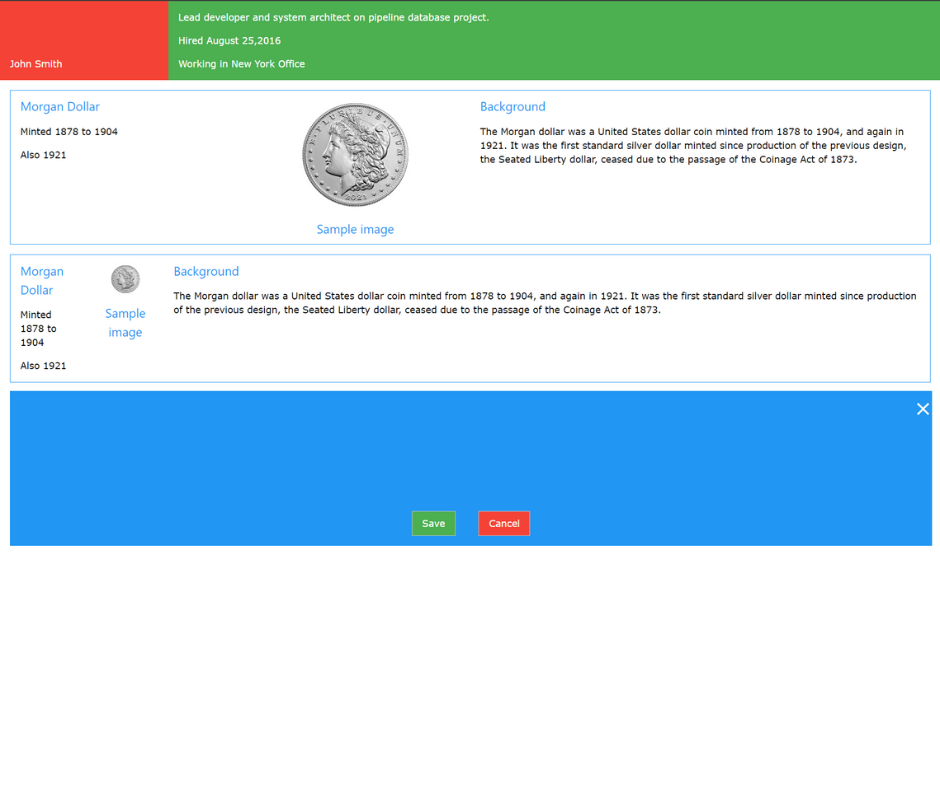 Lead developer and system architect on pipeline database project.
Hired August 25,2016
John Smith
Working in New York Office
Morgan Dollar
Minted 1878 to 1904
Also 1921
E·PLURIBUS·UNUM
2021
Sample image
Background
The Morgan dollar was a United States dollar coin minted from 1878 to 1904, and again in
1921. It was the first standard silver dollar minted since production of the previous design,
the Seated Liberty dollar, ceased due to the passage of the Coinage Act of 1873.
Morgan
Dollar
Minted
1878 to
1904
Also 1921
Sample
image
Background
The Morgan dollar was a United States dollar coin minted from 1878 to 1904, and again in 1921. It was the first standard silver dollar minted since production
of the previous design, the Seated Liberty dollar, ceased due to the passage of the Coinage Act of 1873.
Save
Cancel